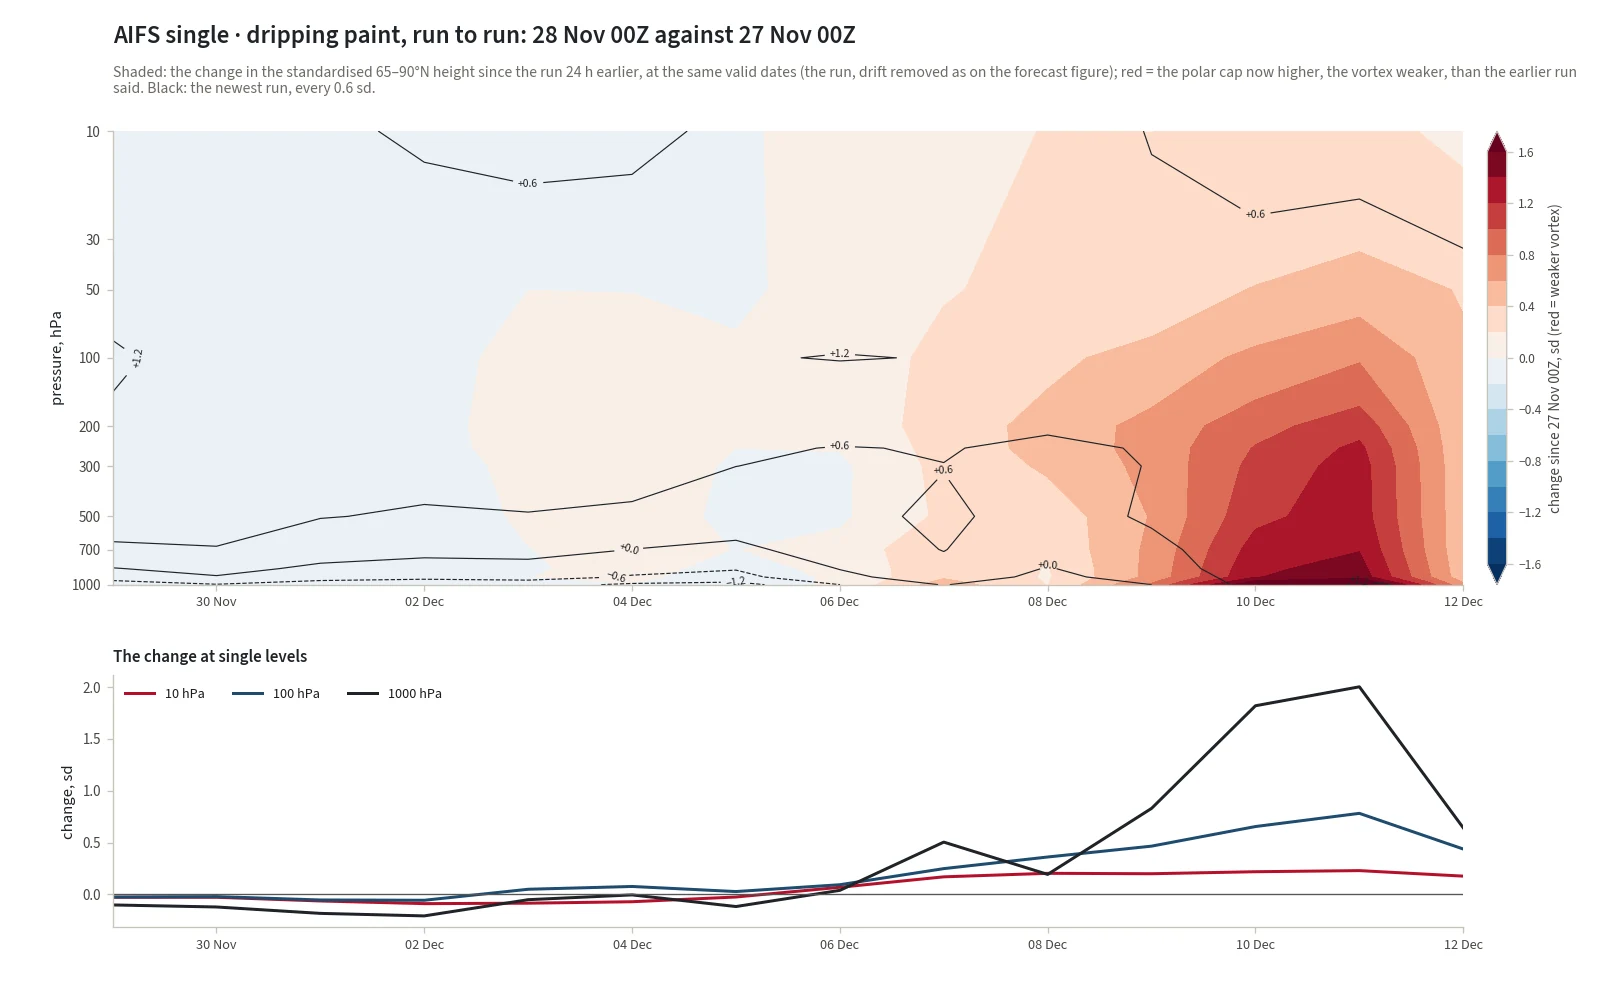 AIFS single · dripping paint, run to run: 28 Nov 00Z against 27 Nov 00Z
Shaded: the change in the standardised 65–90°N height since the run 24 h earlier, at the same valid dates (the run, drift removed as on the forecast figure); red = the polar cap now higher, the vortex weaker, than the earlier run
said. Black: the newest run, every 0.6 sd.
pressure, hPa
10
30
50
100
200
300
500
700
1000
+0.6
+0.6
+1.2
+1.2
+0.6
+0.6
+0.0
+0.0
−0.6
−1.2
30 Nov
02 Dec
04 Dec
06 Dec
08 Dec
10 Dec
12 Dec
1.6
1.2
0.8
0.4
0.0
−0.4
−0.8
−1.2
−1.6
change since 27 Nov 00Z, sd (red = weaker vortex)
The change at single levels
10 hPa
100 hPa
1000 hPa
change, sd
2.0
1.5
1.0
0.5
0.0
30 Nov
02 Dec
04 Dec
06 Dec
08 Dec
10 Dec
12 Dec